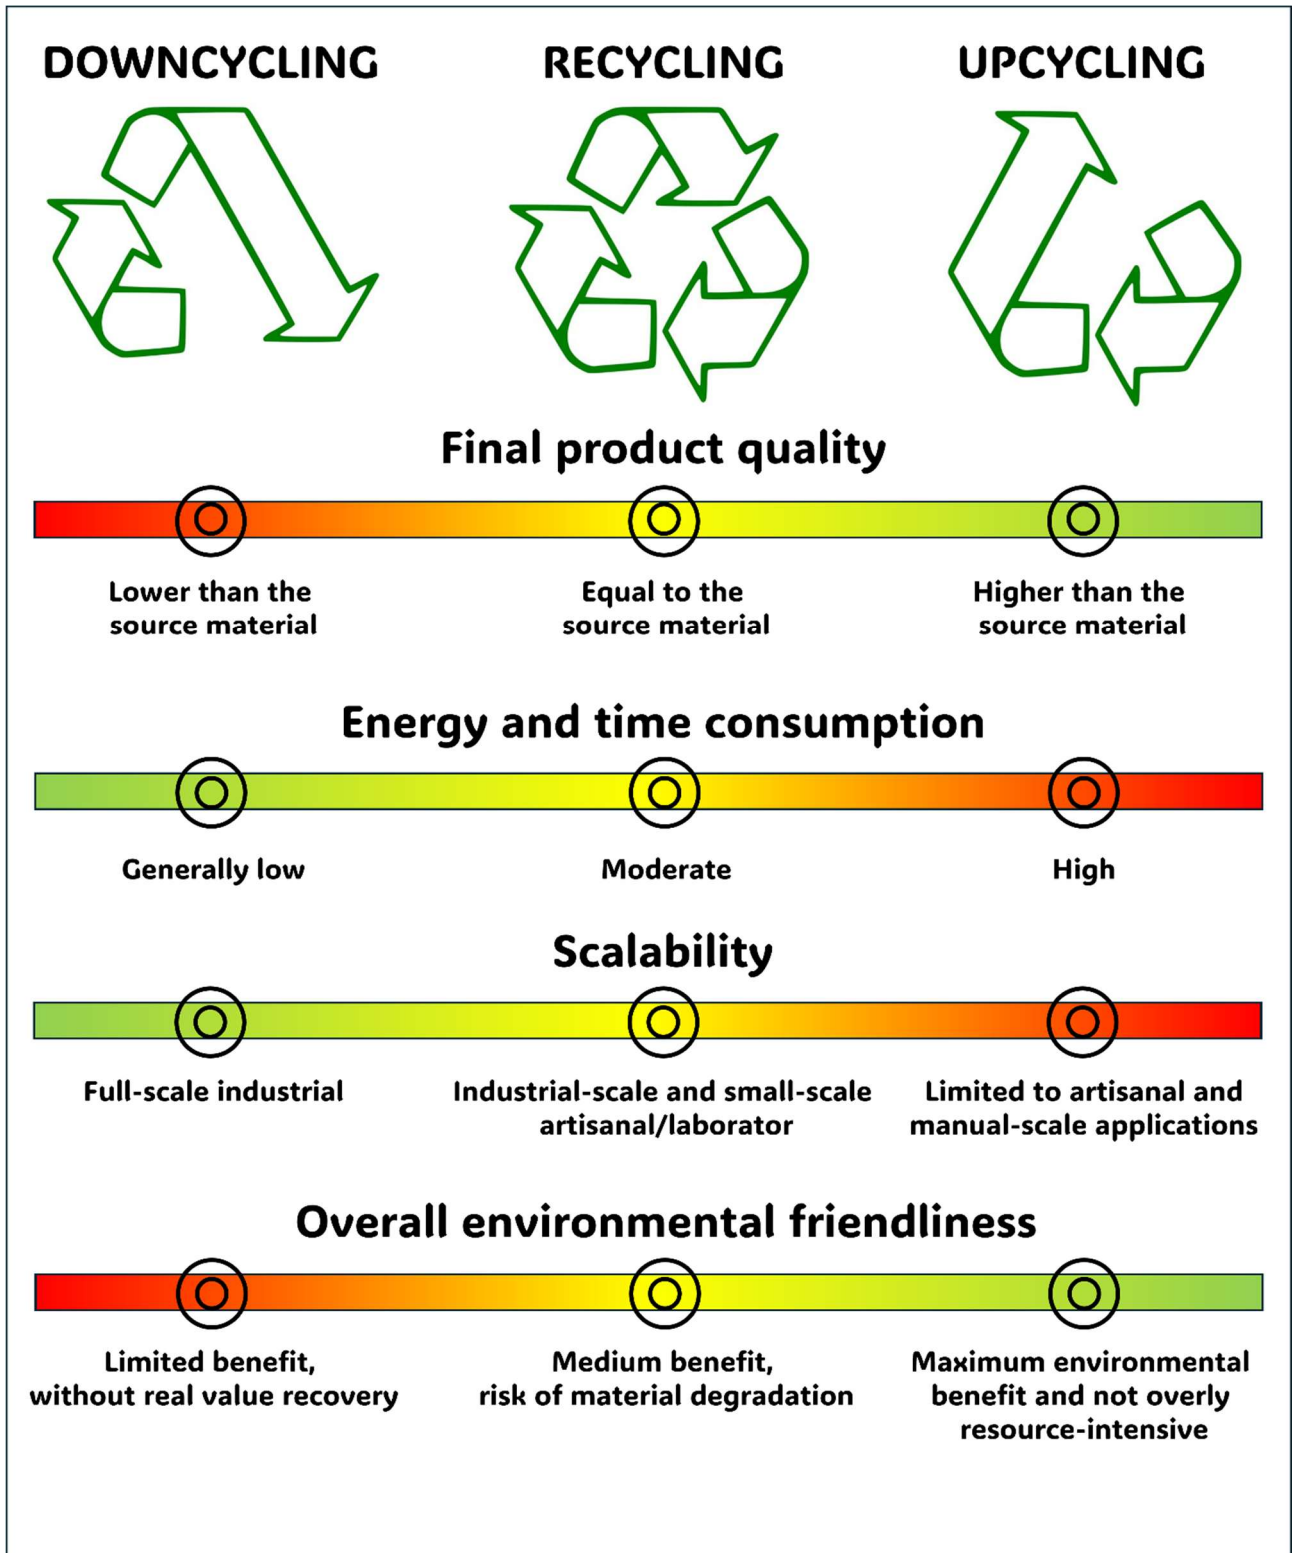 DOWNCYCLING
RECYCLING
UPCYCLING
Final product quality
Lower than the
source material
Equal to the
source material
Higher than the
source material
Energy and time consumption
Generally low
Moderate
High
Scalability
Full-scale industrial
Industrial-scale and small-scale
artisanal/laborator
Limited to artisanal and
manual-scale applications
Overall environmental friendliness
Limited benefit,
without real value recovery
Medium benefit,
risk of material degradation
Maximum environmental
benefit and not overly
resource-intensive